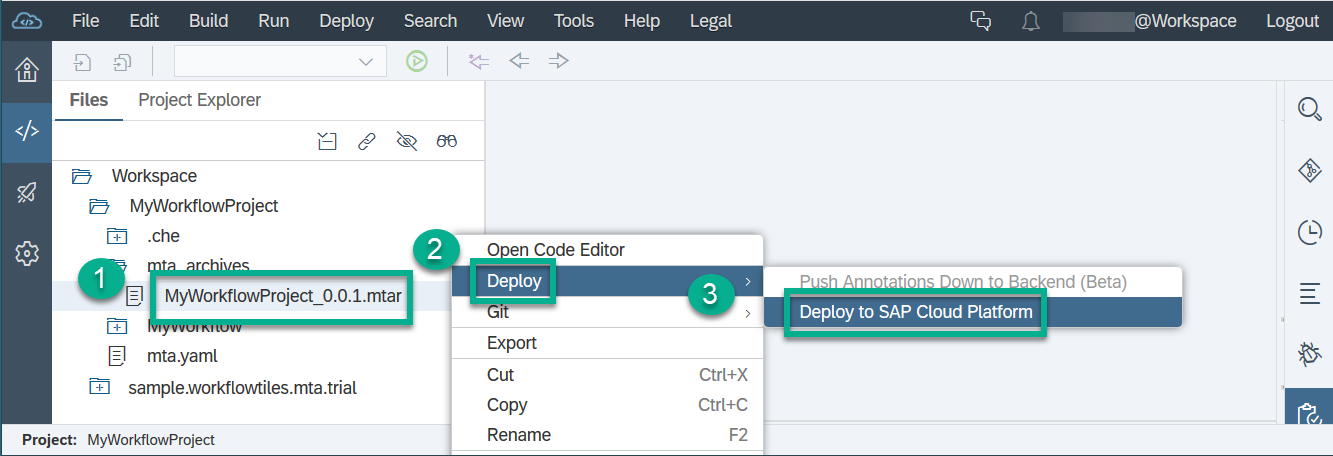 File Edit Build Run Deploy Search View Tools Help Legal @Workspace Logout
Files Project Explorer
Workspace
MyWorkflowProject
.che
mta_archives
1 MyWorkflowProject_0.0.1.mtar
MyWorkflow
mta.yaml
sample.workflowtiles.mta.trial
2 Open Code Editor
Deploy
Git
Export
Cut Ctrl+X
Copy Ctrl+C
Rename F2
3 Push Annotations Down to Backend (Beta)
Deploy to SAP Cloud Platform
Project: MyWorkflowProject